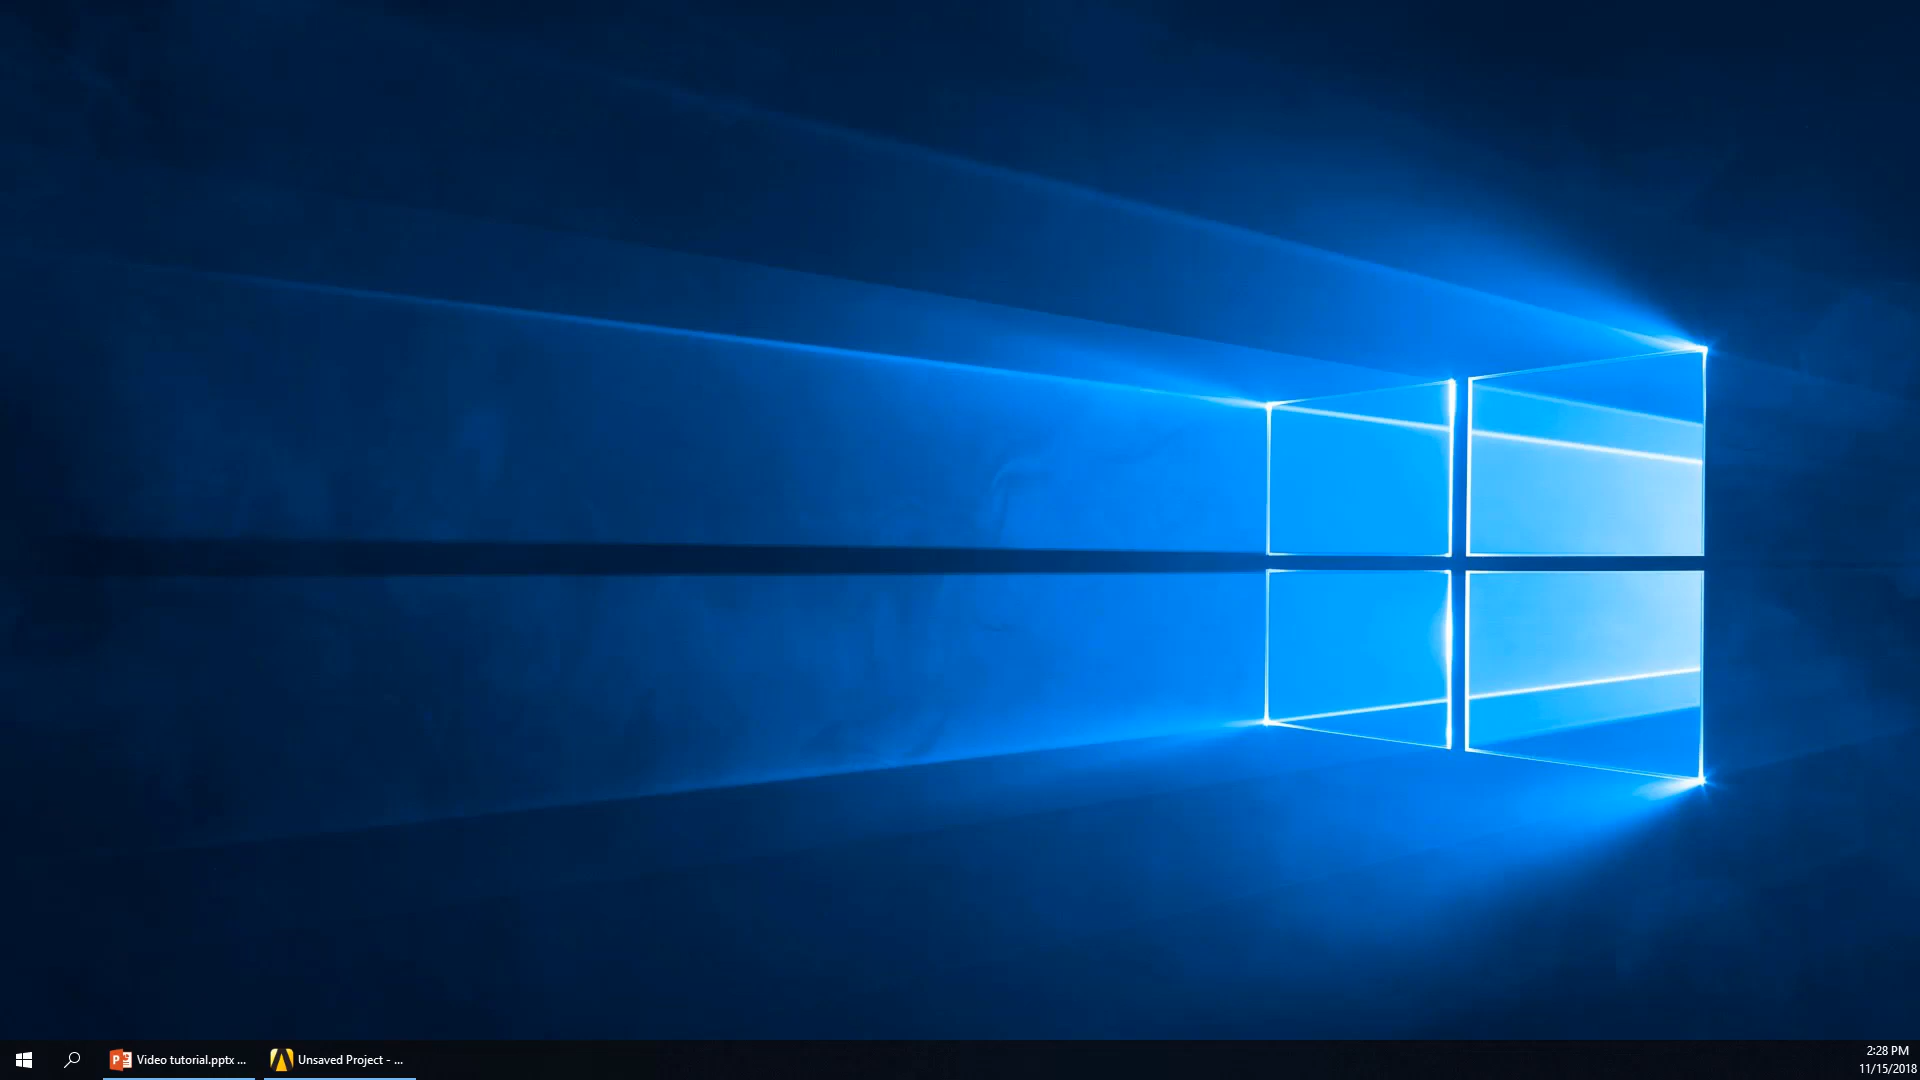 Video tutorial.pptx ...
Unsaved Project - ...
2:28 PM
11/15/2018